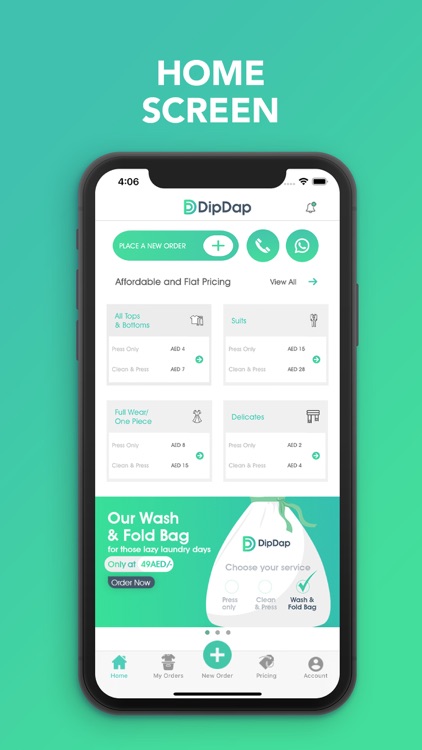 HOME
SCREEN
4:06
DipDap
PLACE A NEW ORDER
Affordable and Flat Pricing
View All
All Tops
& Bottoms
Press Only
AED 4
Clean & Press
AED 7
Suits
Press Only
AED 15
Clean & Press
AED 28
Full Wear/
One Piece
Press Only
AED 8
Clean & Press
AED 15
Delicates
Press Only
AED 2
Clean & Press
AED 4
Our Wash
& Fold Bag
for those lazy laundry days
Only at 49AED/-
Order Now
DipDap
Choose your service
Press
only
Clean
& Press
Wash &
Fold Bag
Home
My Orders
New Order
Pricing
Account